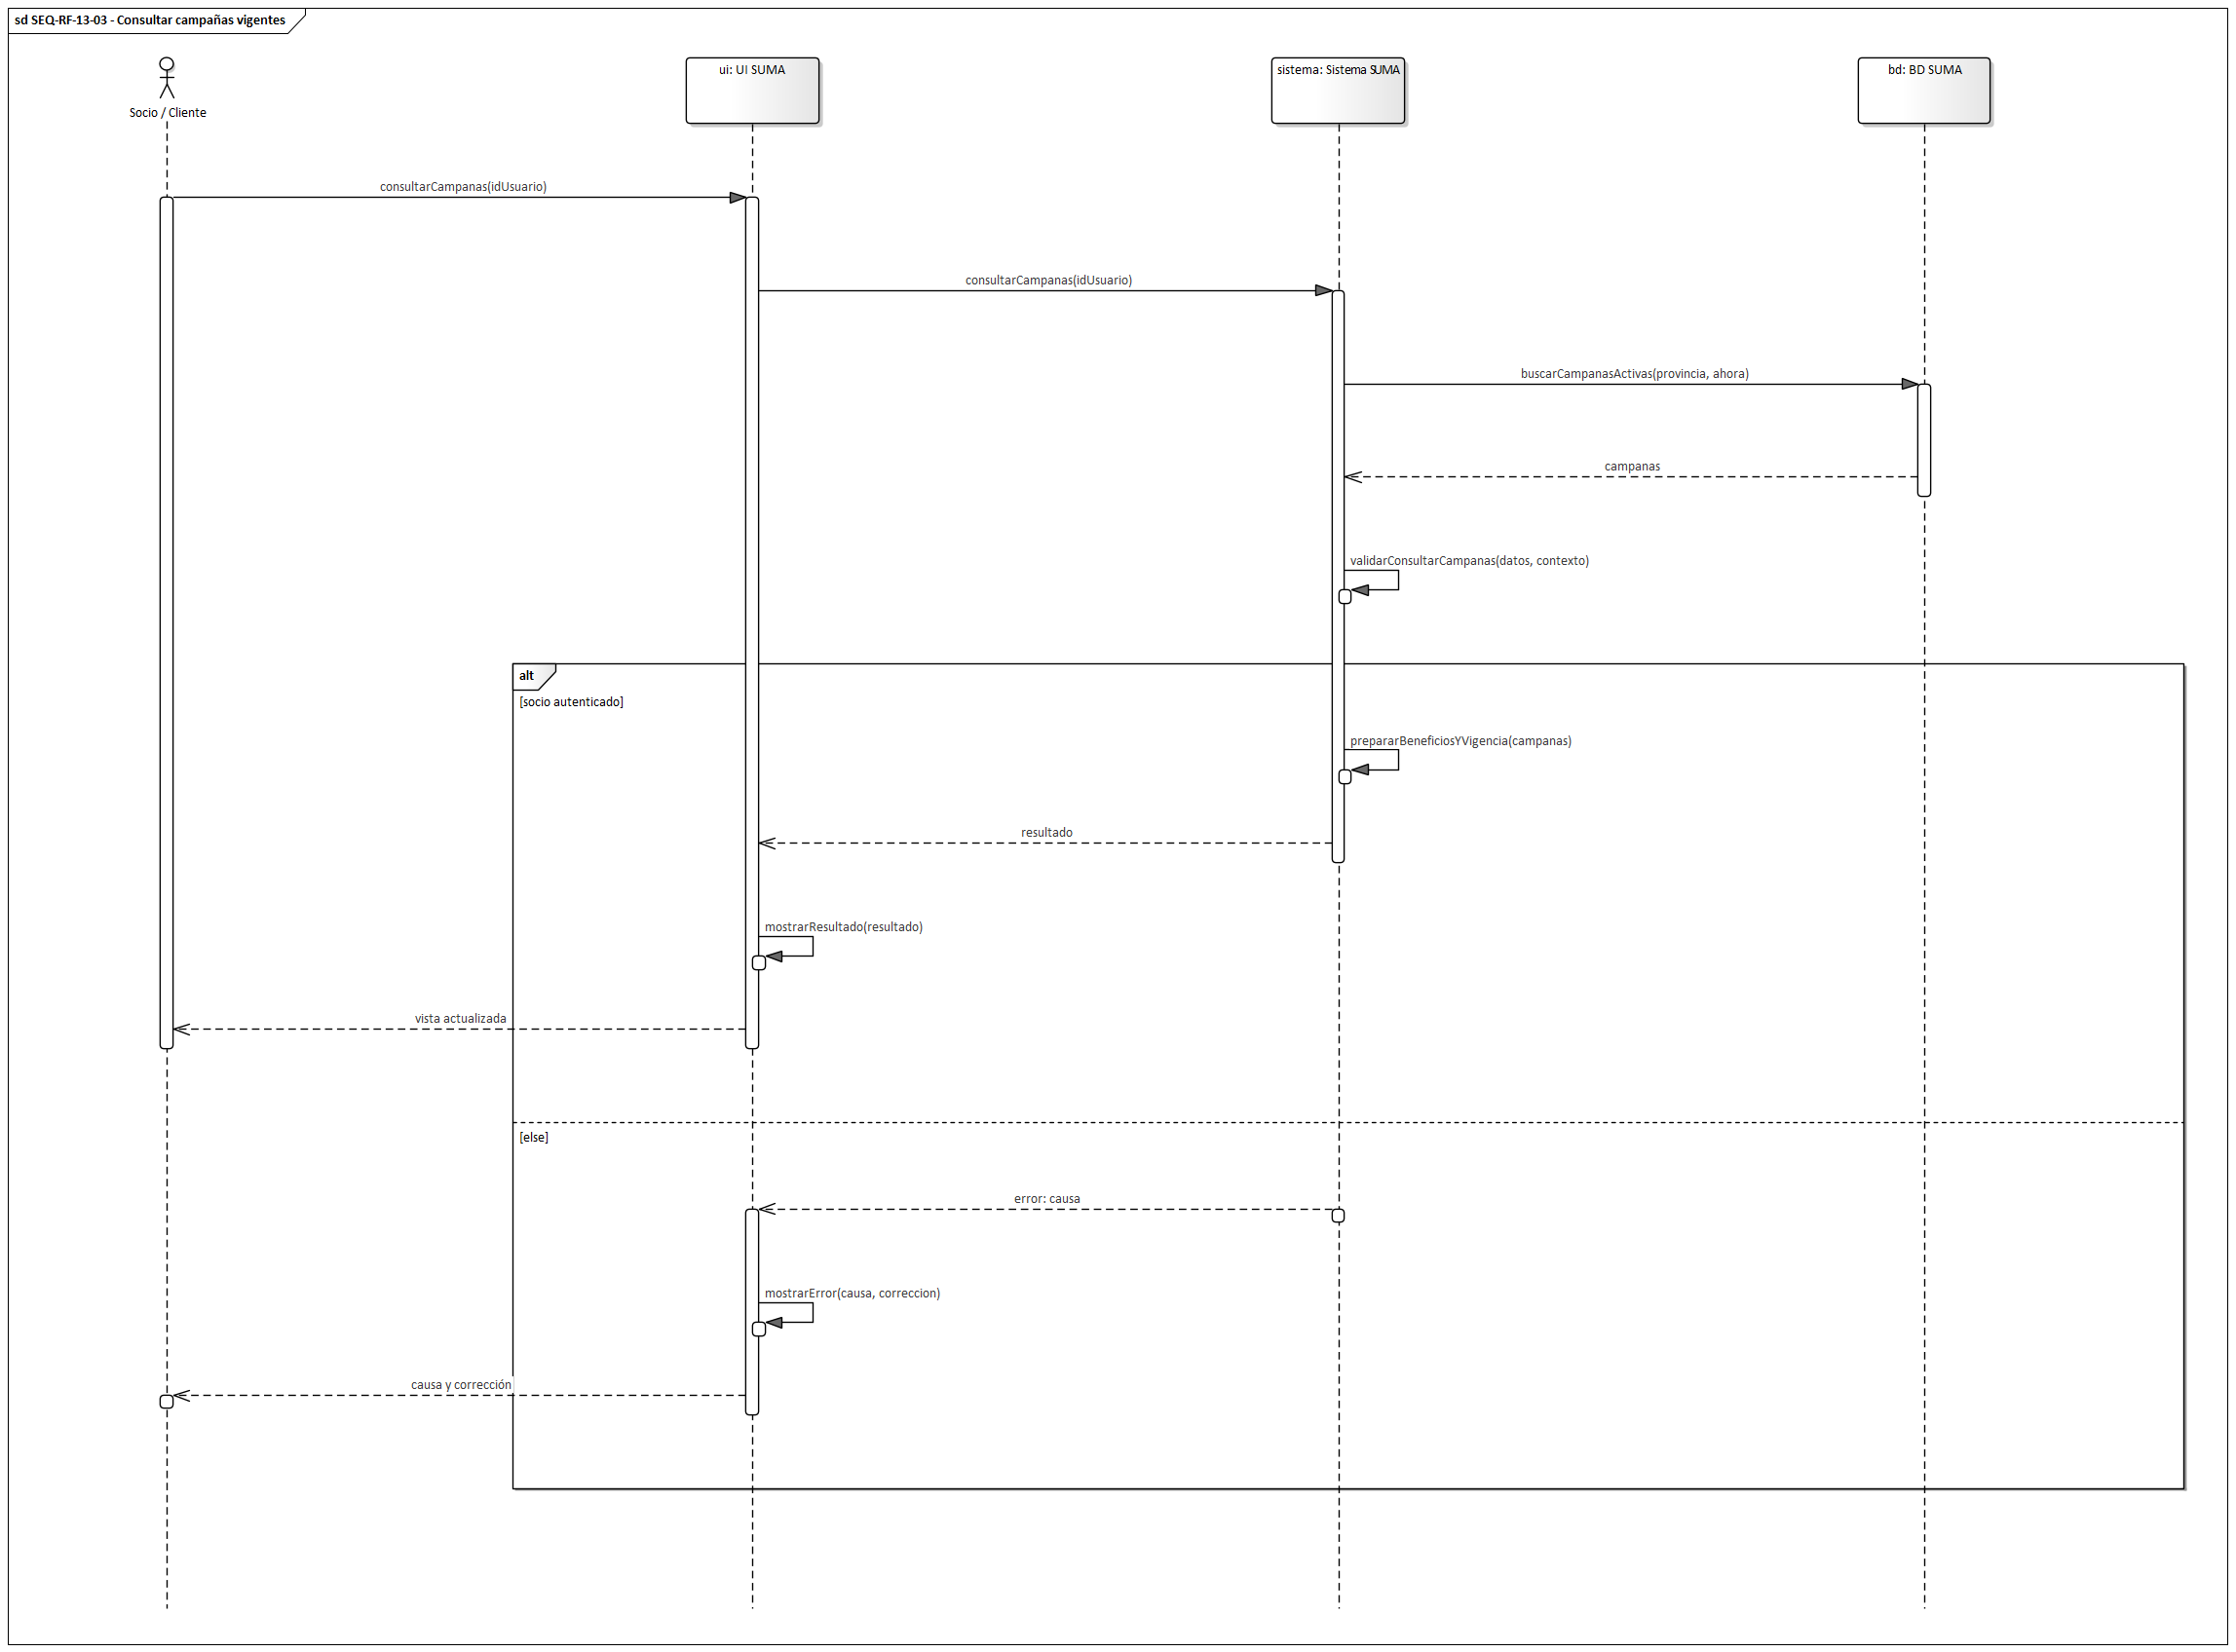 sd SEQ-RF-13-03 - Consultar campañas vigentes
Socio / Cliente
ui: UI SUMA
sistema: Sistema SUMA
bd: BD SUMA
consultarCampanas(idUsuario)
consultarCampanas(idUsuario)
buscarCampanasActivas(provincia, ahora)
campanas
validarConsultarCampanas(datos, contexto)
alt
[socio autenticado]
prepararBeneficiosYVigencia(campanas)
resultado
mostrarResultado(resultado)
vista actualizada
[else]
error: causa
mostrarError(causa, correccion)
causa y corrección